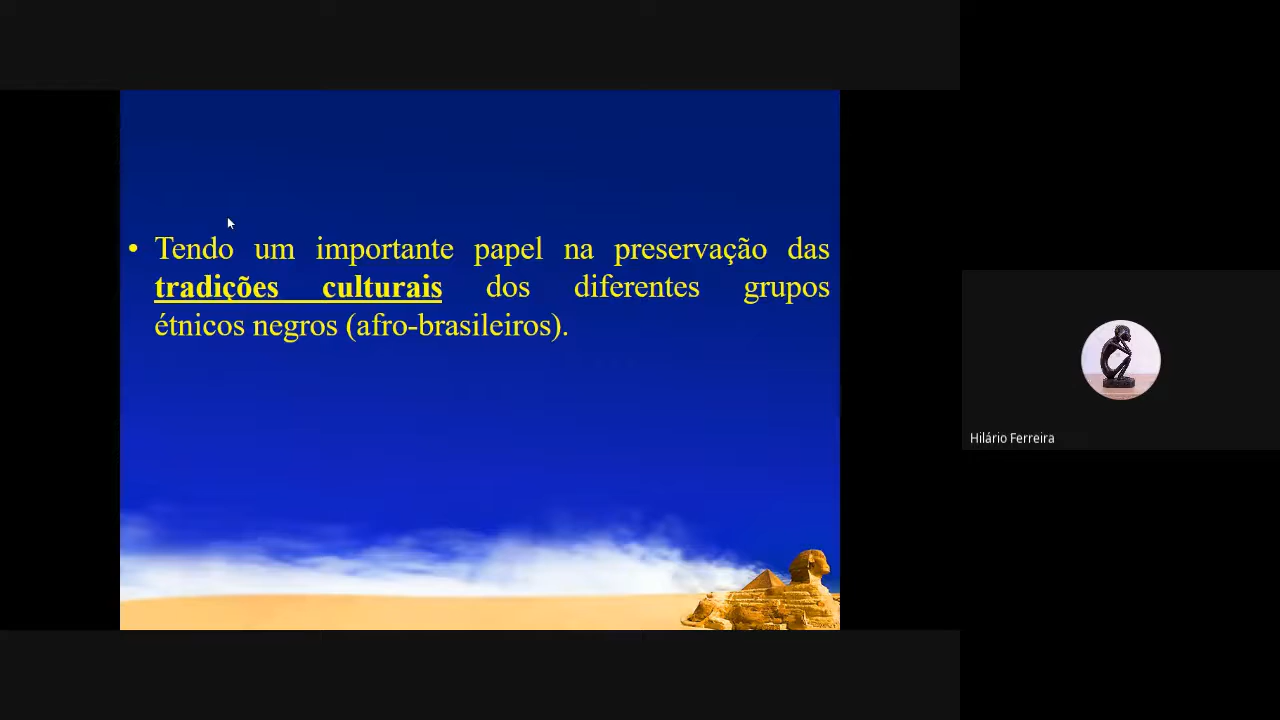 • Tendo um importante papel na preservação das
tradições culturais dos diferentes grupos
étnicos negros (afro-brasileiros).
Hilário Ferreira